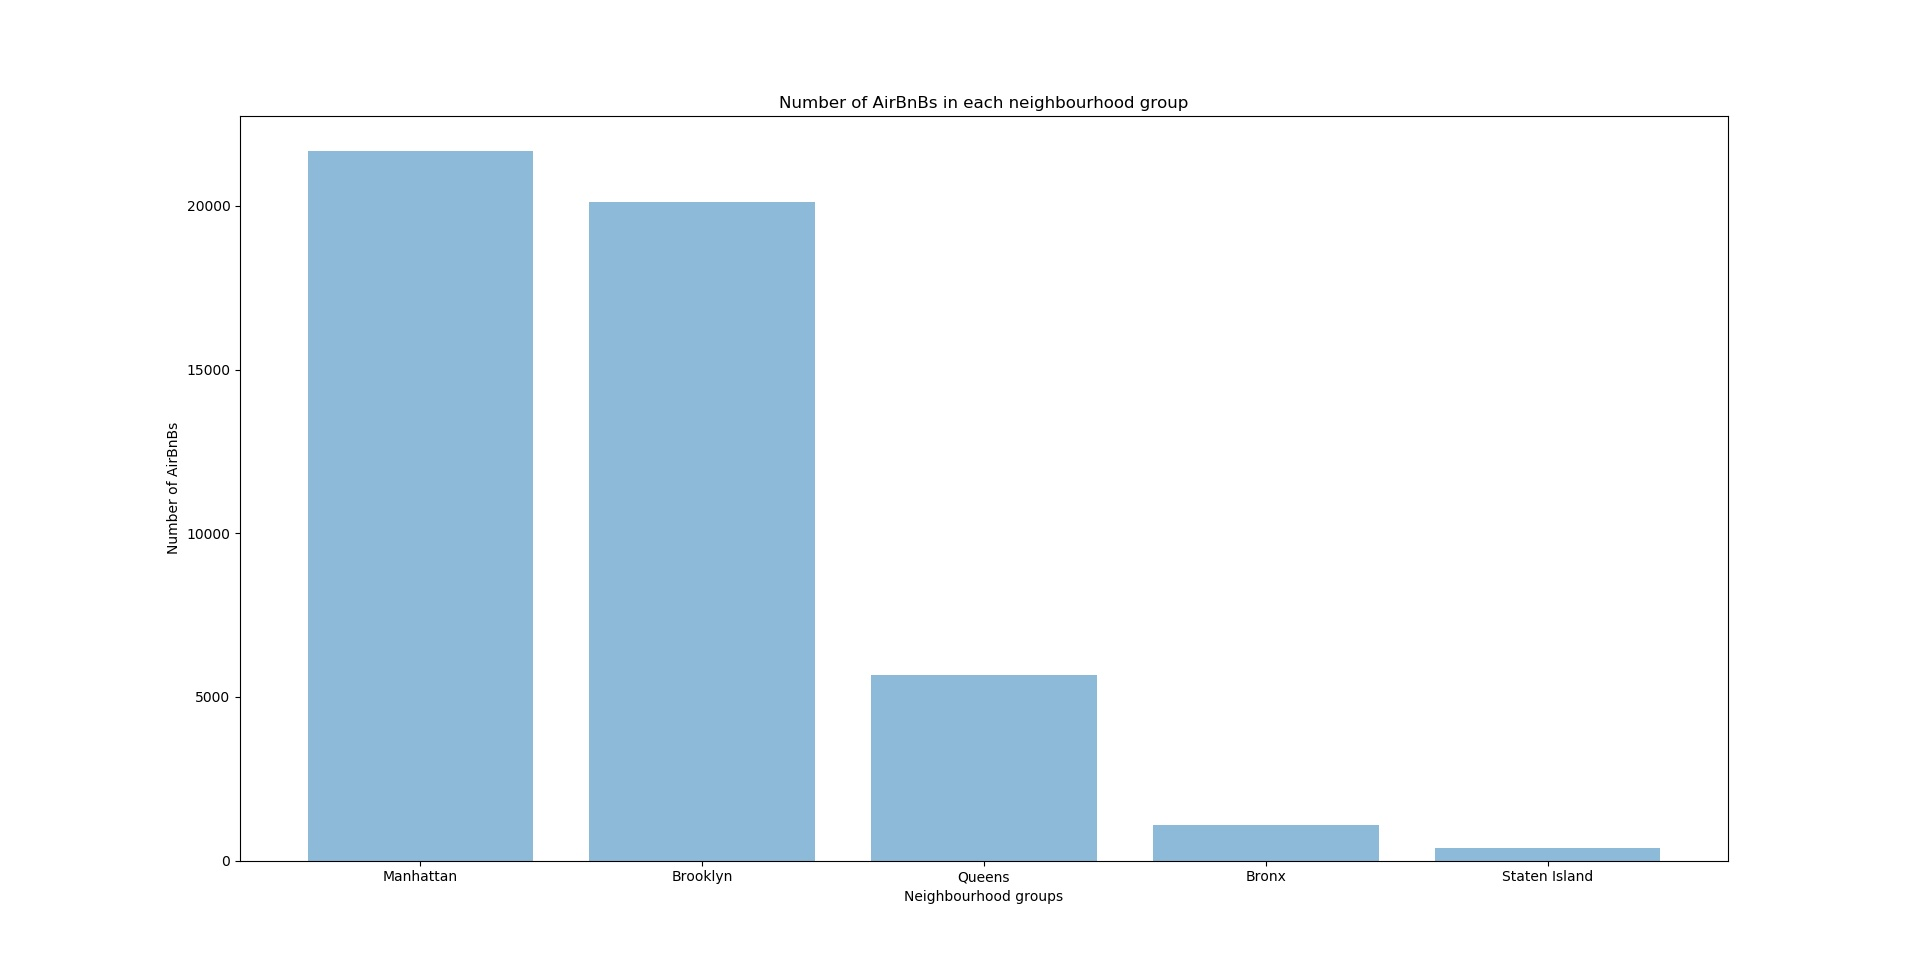 Number of AirBnBs in each neighbourhood group
Number of AirBnBs
20000
15000
10000
5000
0
Manhattan Brooklyn Queens Bronx Staten Island
Neighbourhood groups